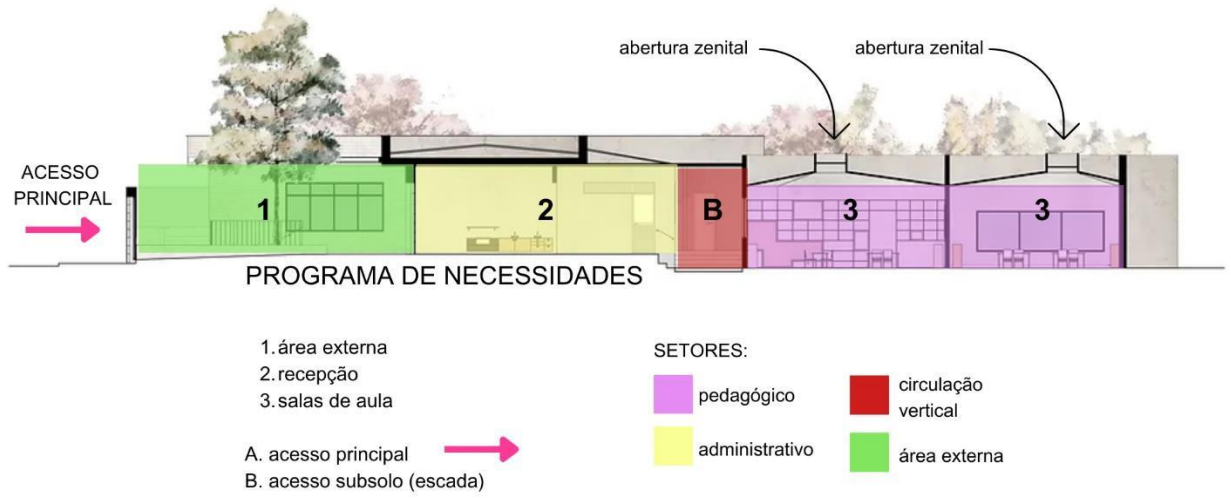 abertura zenital
abertura zenital
ACESSO
PRINCIPAL
1
2
B
3
3
PROGRAMA DE NECESSIDADES
1. área externa
2. recepção
3. salas de aula
A. acesso principal
B. acesso subsolo (escada)
SETORES:
pedagógico
administrativo
circulação
vertical
área externa